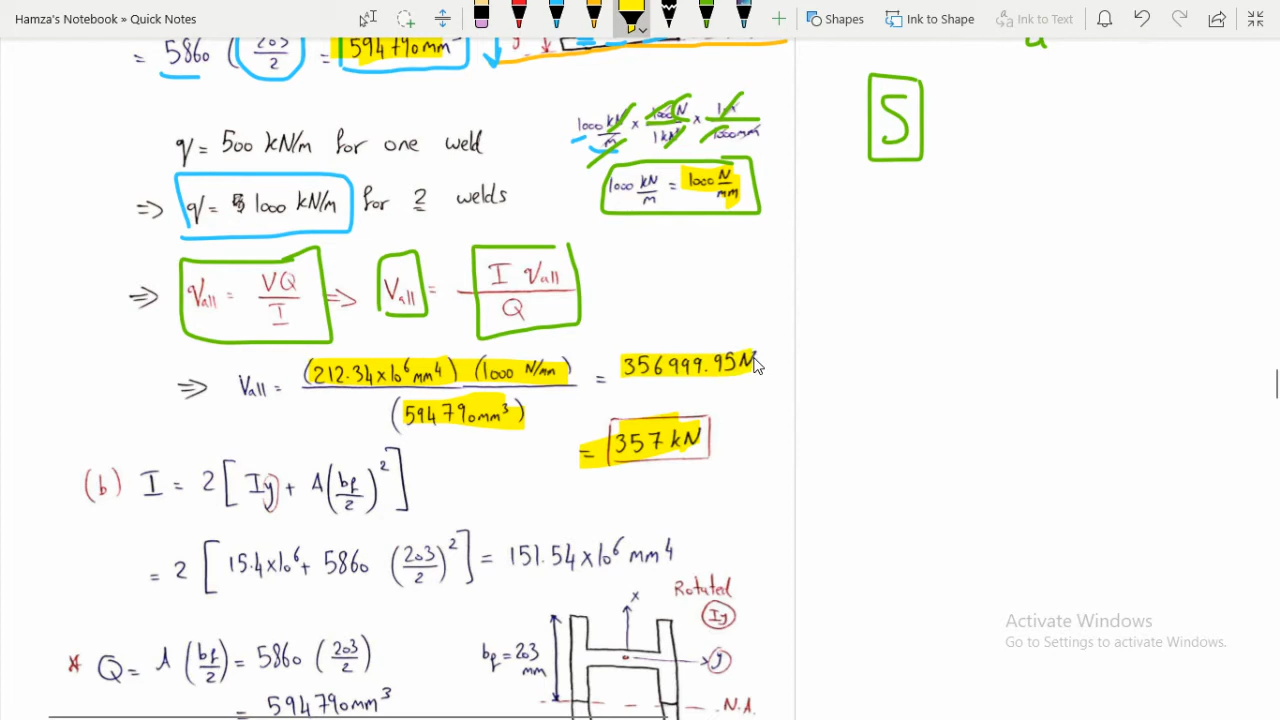 Hamza's Notebook » Quick Notes
Shapes
Ink to Shape
Ink to Text
= 5860 ( 203/2 = 594790mm³
y
S
q = 500 kN/m for one weld
1000 kN/m × 1000N/1kN × 1m/1000mm
1000 kN/m = 1000 N/mm
=> q = 1000 kN/m for 2 welds
=> qall = VQ/I => Vall = I qall/Q
=> Vall = (212.34×10⁶mm⁴) (1000 N/mm)/(594790mm³) = 356999.95N
= 357 kN
(b) I = 2 [ Iy + A(bf/2)² ]
= 2 [ 15.4×10⁶ + 5860 (203/2)² ] = 151.54×10⁶ mm⁴
Rotated
Iy
x
* Q = A (bf/2) = 5860 (203/2)
bf = 203 mm
y
= 594790mm³
N.A.
Activate Windows
Go to Settings to activate Windows.